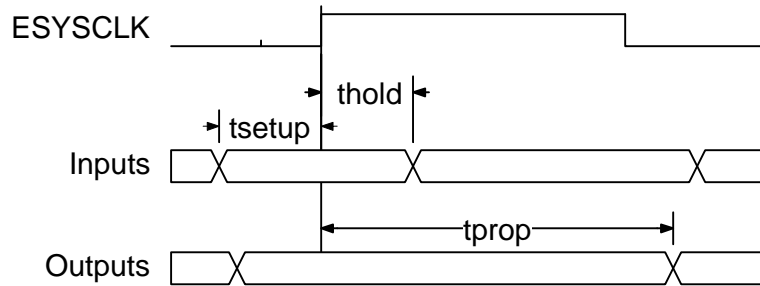 ESYSCLK
thold
tsetup
Inputs
tprop
Outputs